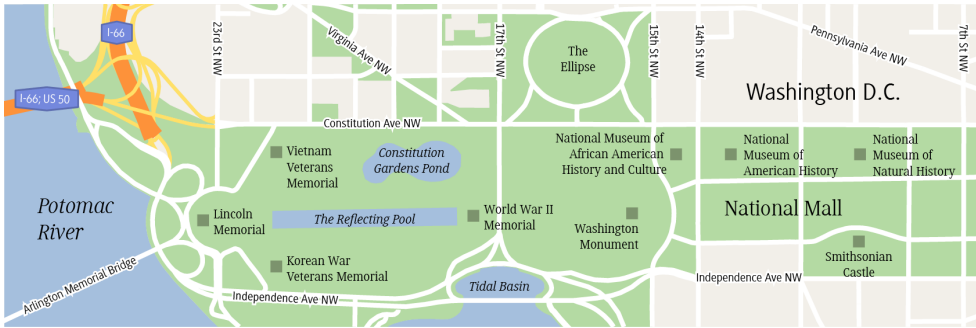 I-66
23rd St NW
Virginia Ave NW
17th St NW
The
Ellipse
15th St NW
14th St NW
Pennsylvania Ave NW
7th St NW
I-66; US 50
Washington D.C.
Constitution Ave NW
Vietnam
Veterans
Memorial
Constitution
Gardens Pond
National Museum of
African American
History and Culture
National
Museum of
American History
National
Museum of
Natural History
Potomac
River
Lincoln
Memorial
The Reflecting Pool
World War II
Memorial
Washington
Monument
National Mall
Korean War
Veterans Memorial
Smithsonian
Castle
Arlington Memorial Bridge
Independence Ave NW
Tidal Basin
Independence Ave NW